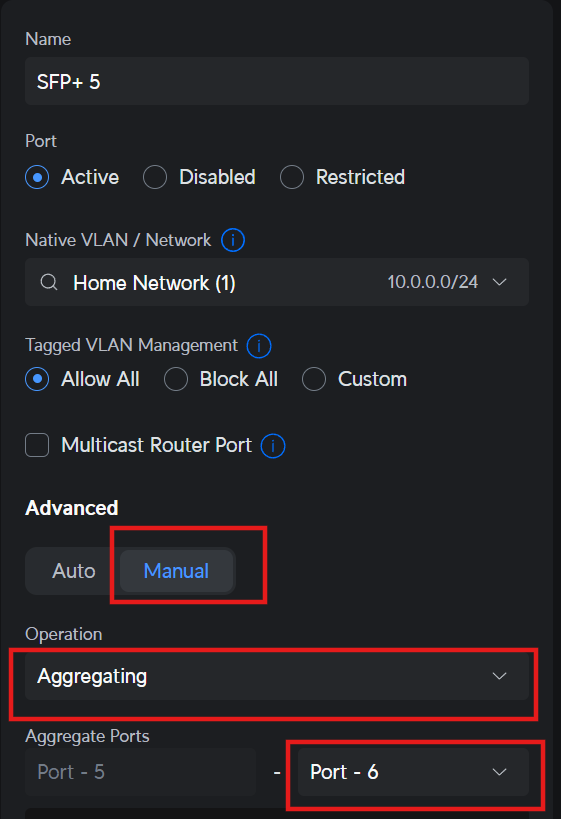 Name
SFP+ 5
Port
Active Disabled Restricted
Native VLAN / Network i
Home Network (1) 10.0.0.0/24
Tagged VLAN Management i
Allow All Block All Custom
Multicast Router Port i
Advanced
Auto Manual
Operation
Aggregating
Aggregate Ports
Port - 5 - Port - 6